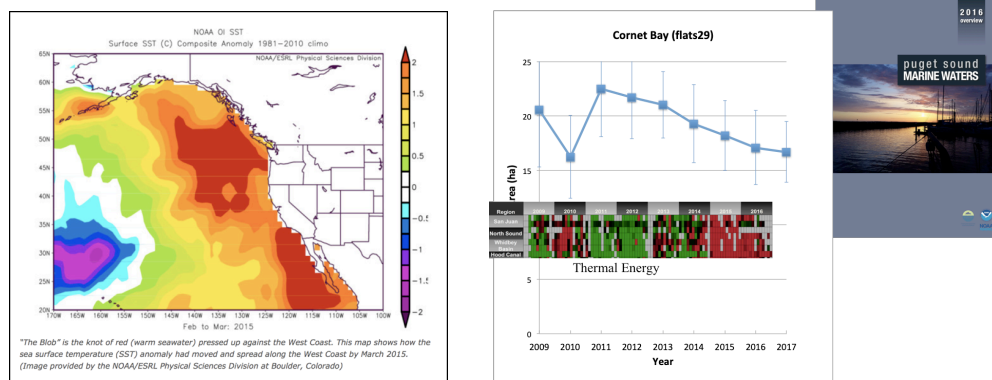 NOAA OI SST
Surface SST (C) Composite Anomaly 1981-2010 climo
NOAA/ESRL Physical Sciences Division
65N
60N
55N
50N
45N
40N
35N
30N
25N
20N
170W 165W 160W 155W 150W 145W 140W 135W 130W 125W 120W 115W 110W 105W 100W
Feb to Mar: 2015
2
1.5
1
0.5
0
-0.5
-1
-1.5
-2
"The Blob" is the knot of red (warm seawater) pressed up against the West Coast. This map shows how the
sea surface temperature (SST) anomaly had moved and spread along the West Coast by March 2015.
(Image provided by the NOAA/ESRL Physical Sciences Division at Boulder, Colorado)
Cornet Bay (flats29)
25
20
15
5
0
rea (ha)
Region 2009 2010 2011 2012 2013 2014 2015 2016
San Juan
North Sound
Whidbey
Basin
Hood Canal
Thermal Energy
2009 2010 2011 2012 2013 2014 2015 2016 2017
Year
2016
overview
puget sound
MARINE WATERS